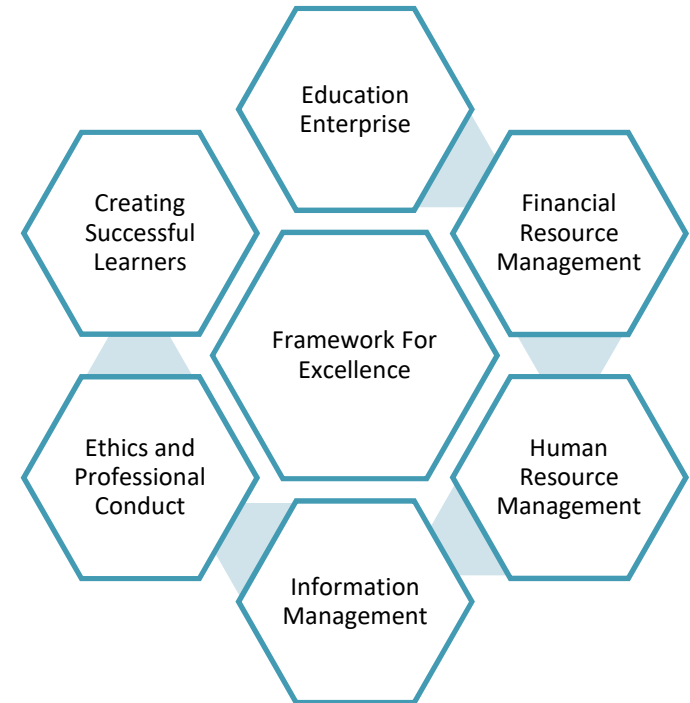 Education
Enterprise
Creating
Successful
Learners
Financial
Resource
Management
Framework For
Excellence
Ethics and
Professional
Conduct
Human
Resource
Management
Information
Management